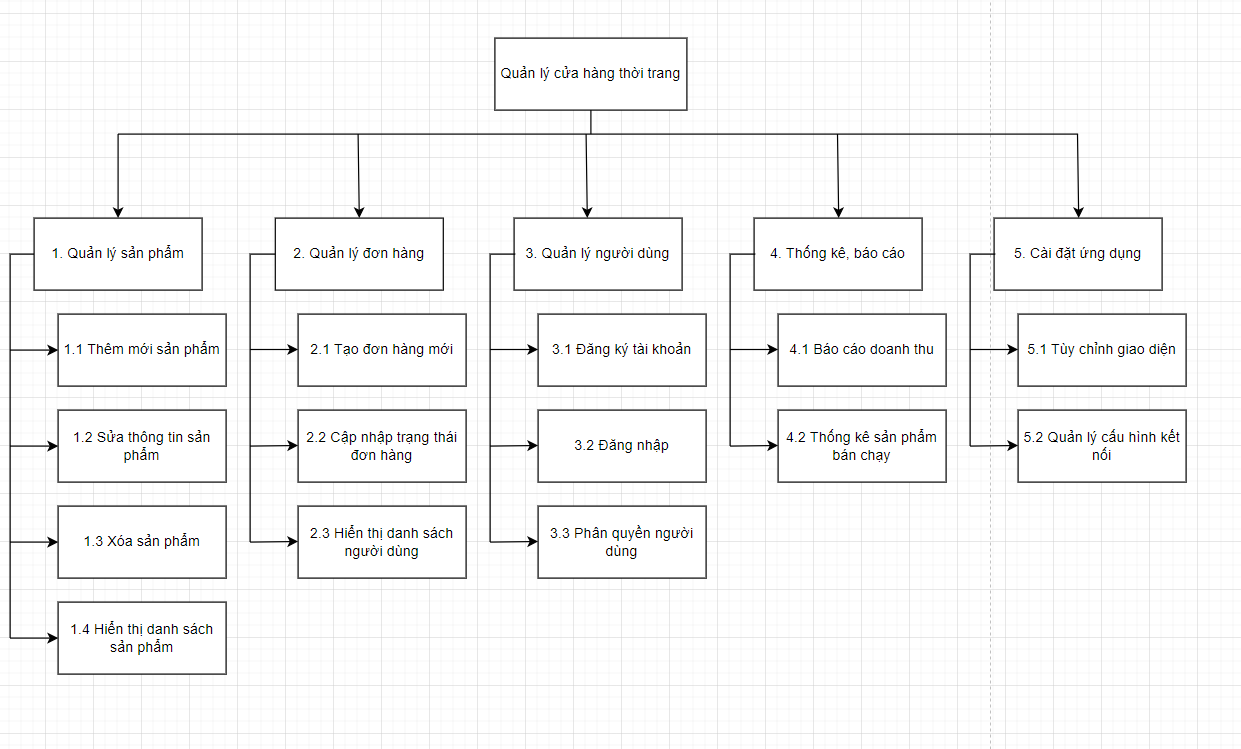 Quản lý cửa hàng thời trang
1. Quản lý sản phẩm
2. Quản lý đơn hàng
3. Quản lý người dùng
4. Thống kê, báo cáo
5. Cài đặt ứng dụng
1.1 Thêm mới sản phẩm
2.1 Tạo đơn hàng mới
3.1 Đăng ký tài khoản
4.1 Báo cáo doanh thu
5.1 Tùy chỉnh giao diện
1.2 Sửa thông tin sản
phẩm
2.2 Cập nhập trạng thái
đơn hàng
3.2 Đăng nhập
4.2 Thống kê sản phẩm
bán chạy
5.2 Quản lý cấu hình kết
nối
1.3 Xóa sản phẩm
2.3 Hiển thị danh sách
người dùng
3.3 Phân quyền người
dùng
1.4 Hiển thị danh sách
sản phẩm